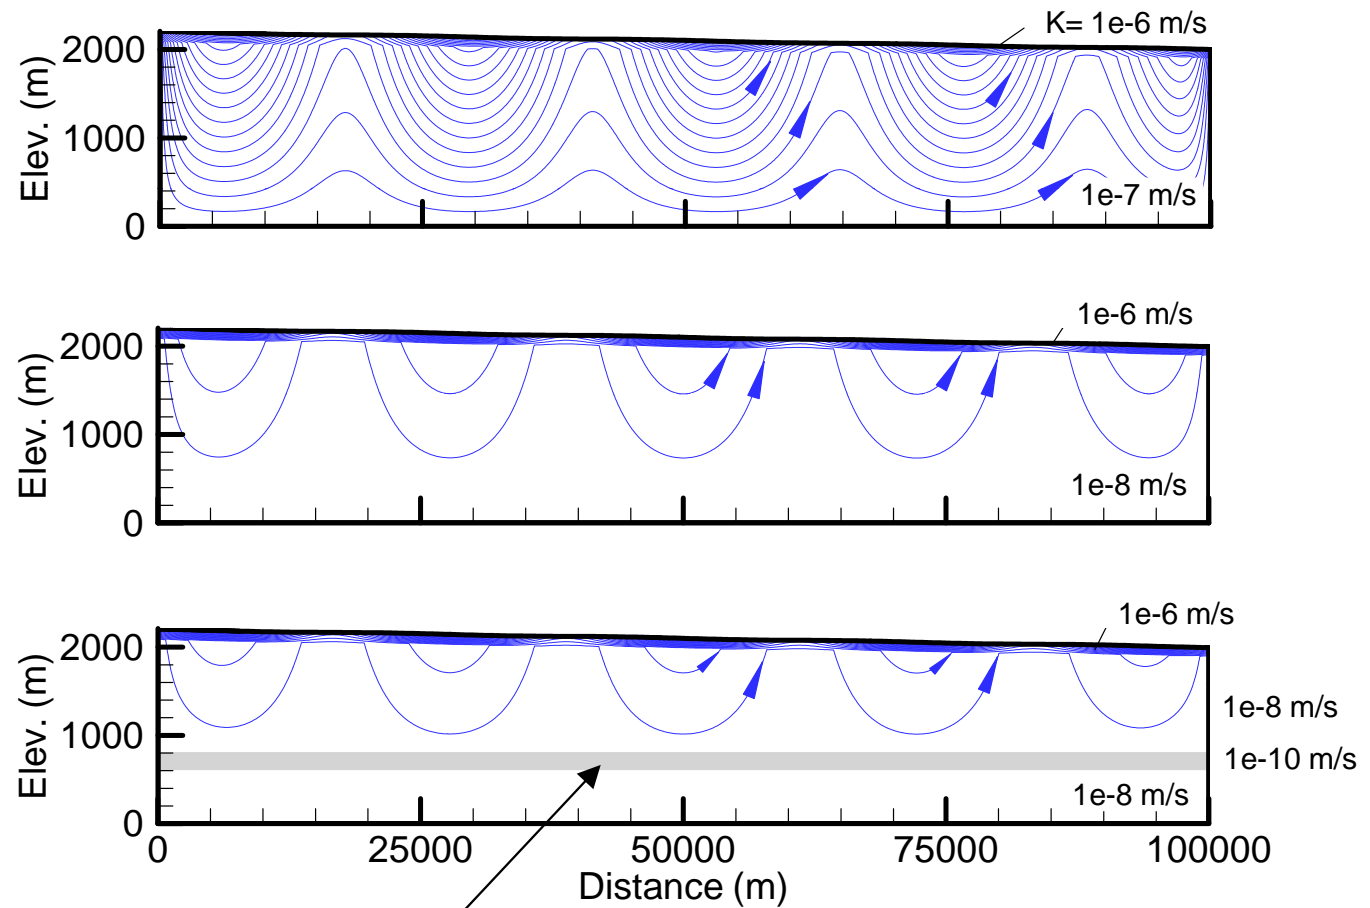 K= 1e-6 m/s
Elev. (m)
2000
1000
0
1e-7 m/s
1e-6 m/s
Elev. (m)
2000
1000
0
1e-8 m/s
1e-6 m/s
Elev. (m)
2000
1000
0
1e-8 m/s
1e-10 m/s
1e-8 m/s
0 25000 50000 75000 100000
Distance (m)